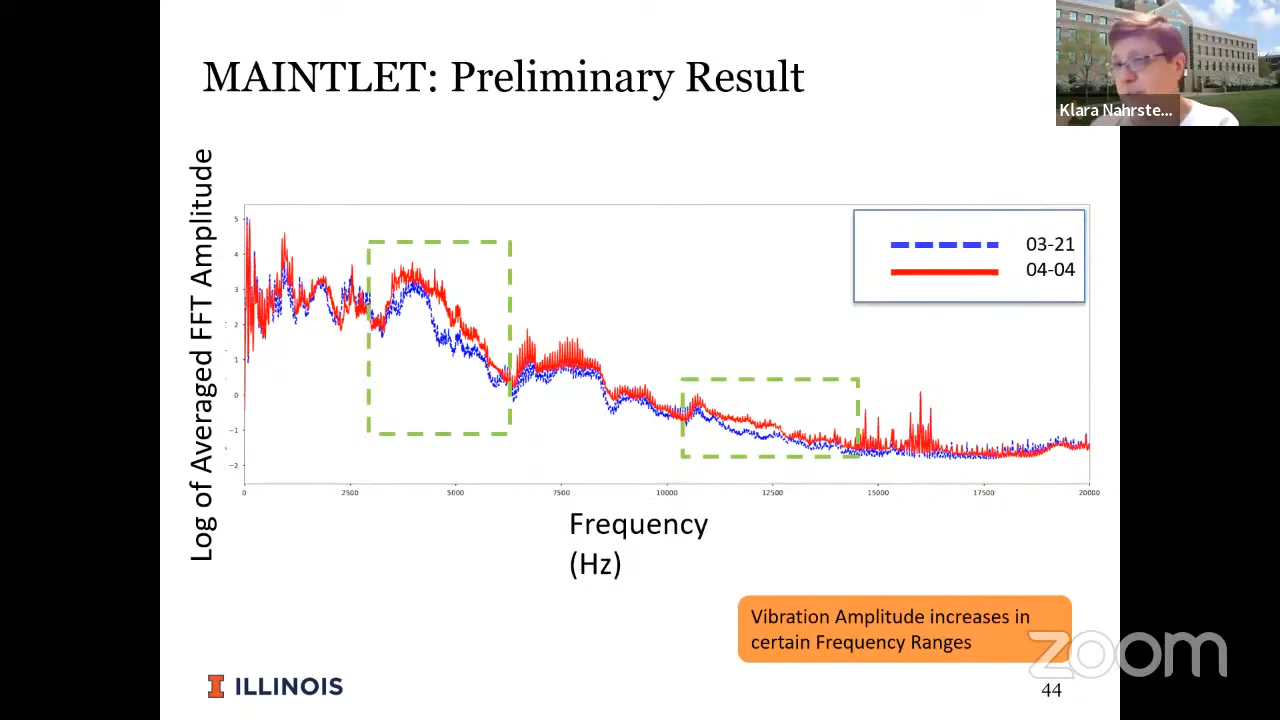 MAINTLET: Preliminary Result
Klara Nahrste...
Log of Averaged FFT Amplitude
5
4
3
2
1
0
−1
−2
03-21
04-04
0 2500 5000 7500 10000 12500 15000 17500 20000
Frequency
(Hz)
Vibration Amplitude increases in
certain Frequency Ranges
zoom
I ILLINOIS
44